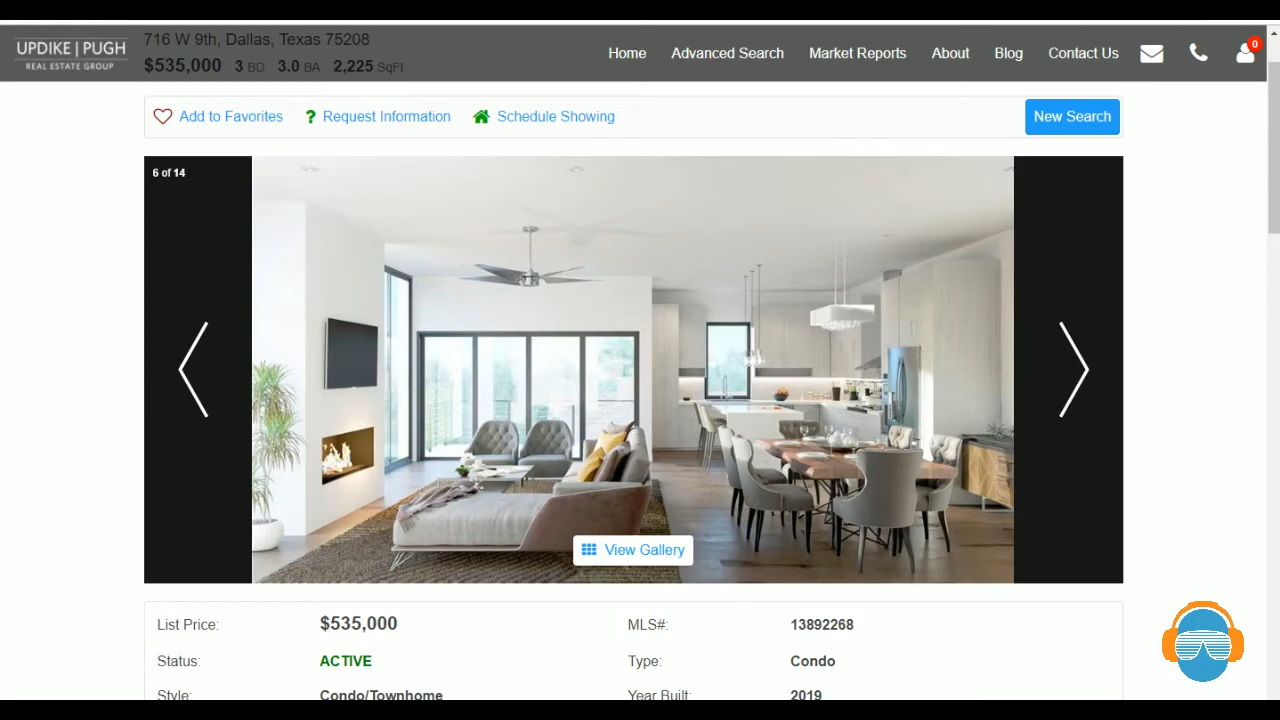 UPDIKE | PUGH
REAL ESTATE GROUP
716 W 9th, Dallas, Texas 75208
$535,000 3 BD 3.0 BA 2,225 SqFt
Home Advanced Search Market Reports About Blog Contact Us 0
Add to Favorites ? Request Information Schedule Showing New Search
6 of 14
View Gallery
List Price: $535,000 MLS#: 13892268
Status: ACTIVE Type: Condo
Style: Condo/Townhome Year Built: 2019